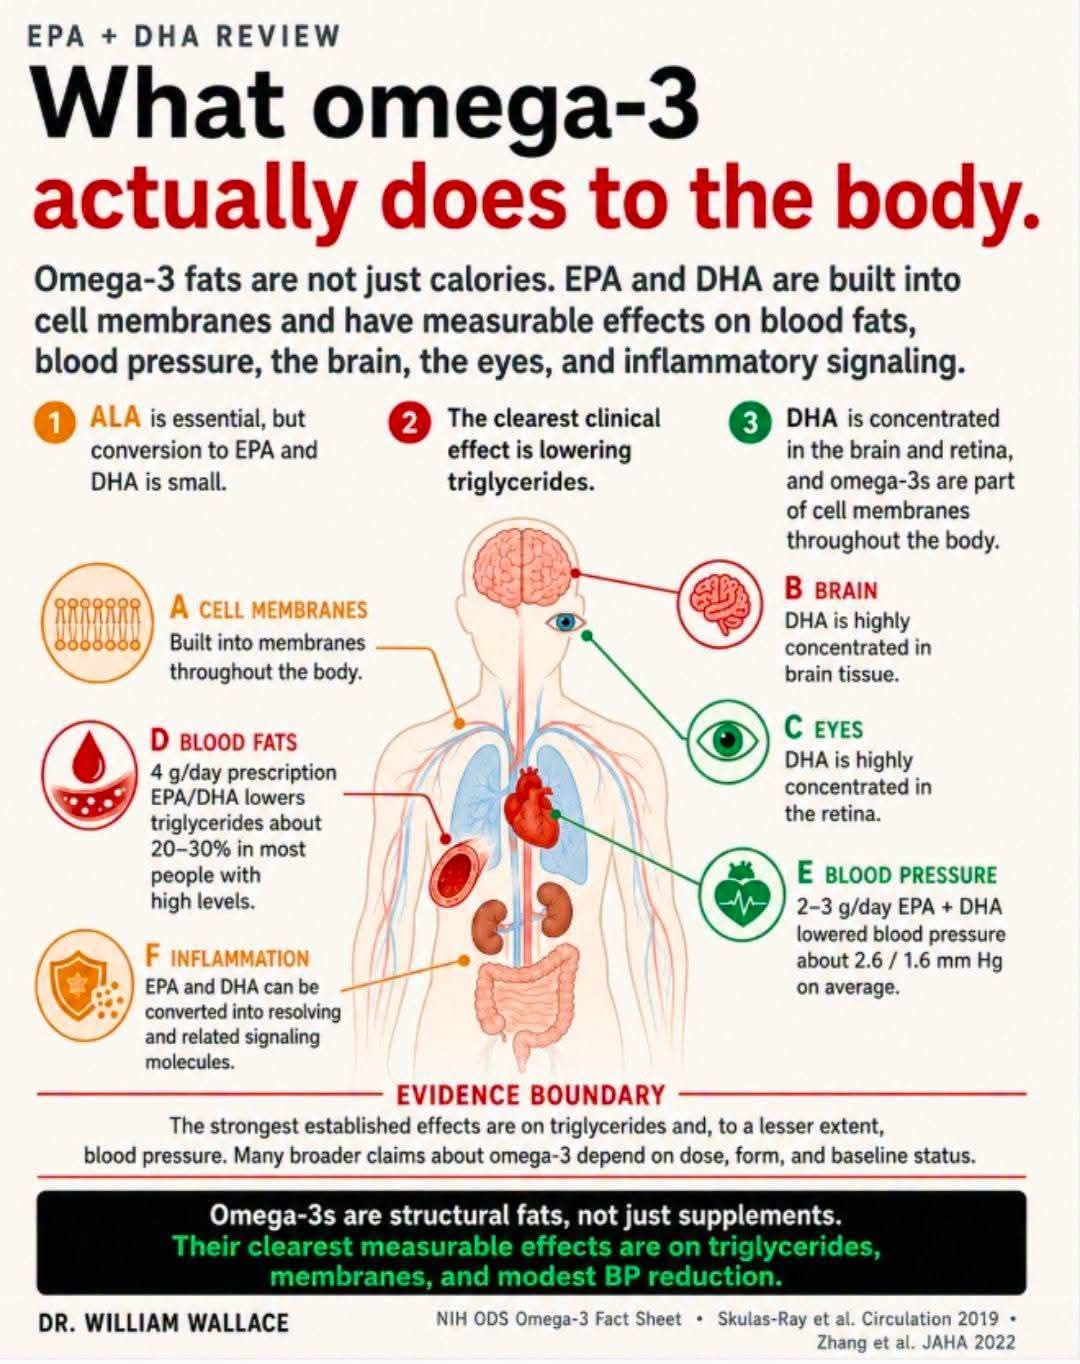 EPA + DHA REVIEW
What omega-3
actually does to the body.
Omega-3 fats are not just calories. EPA and DHA are built into
cell membranes and have measurable effects on blood fats,
blood pressure, the brain, the eyes, and inflammatory signaling.
1 ALA is essential, but
conversion to EPA and
DHA is small.
2 The clearest clinical
effect is lowering
triglycerides.
3 DHA is concentrated
in the brain and retina,
and omega-3s are part
of cell membranes
throughout the body.
A CELL MEMBRANES
Built into membranes
throughout the body.
B BRAIN
DHA is highly
concentrated in
brain tissue.
C EYES
DHA is highly
concentrated in
the retina.
D BLOOD FATS
4 g/day prescription
EPA/DHA lowers
triglycerides about
20–30% in most
people with
high levels.
E BLOOD PRESSURE
2–3 g/day EPA + DHA
lowered blood pressure
about 2.6 / 1.6 mm Hg
on average.
F INFLAMMATION
EPA and DHA can be
converted into resolving
and related signaling
molecules.
EVIDENCE BOUNDARY
The strongest established effects are on triglycerides and, to a lesser extent,
blood pressure. Many broader claims about omega-3 depend on dose, form, and baseline status.
Omega-3s are structural fats, not just supplements.
Their clearest measurable effects are on triglycerides,
membranes, and modest BP reduction.
DR. WILLIAM WALLACE
NIH ODS Omega-3 Fact Sheet • Skulas-Ray et al. Circulation 2019 •
Zhang et al. JAHA 2022